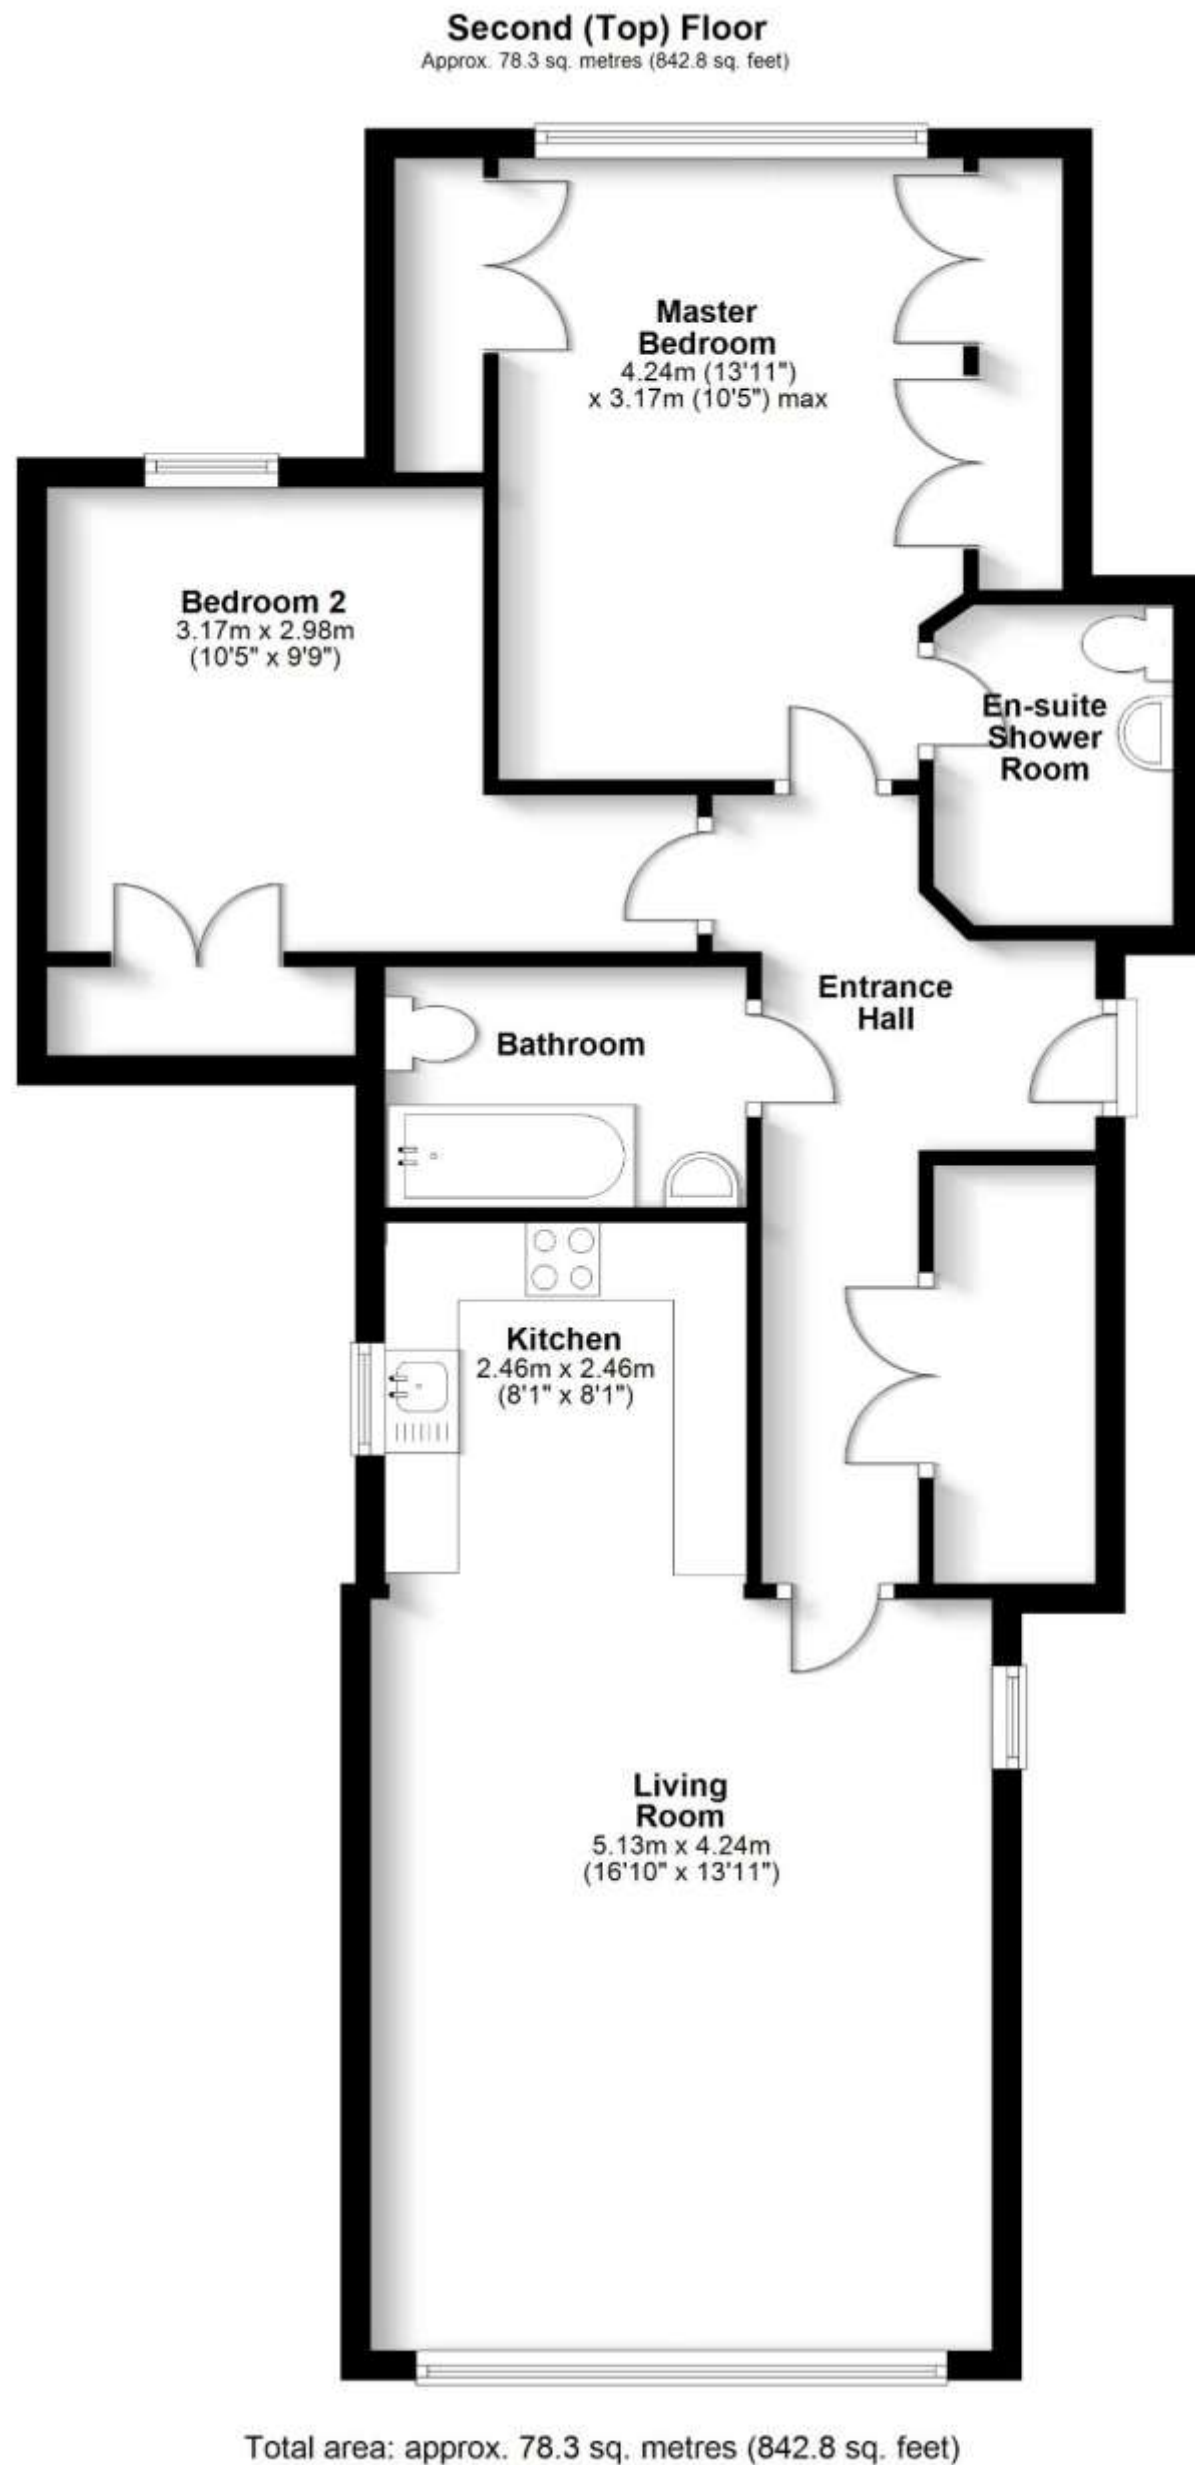 Second (Top) Floor
Approx. 78.3 sq. metres (842.8 sq. feet)
Master
Bedroom
4.24m (13'11")
x 3.17m (10'5") max
Bedroom 2
3.17m x 2.98m
(10'5" x 9'9")
En-suite
Shower
Room
Entrance
Hall
Bathroom
Kitchen
2.46m x 2.46m
(8'1" x 8'1")
Living
Room
5.13m x 4.24m
(16'10" x 13'11")
Total area: approx. 78.3 sq. metres (842.8 sq. feet)